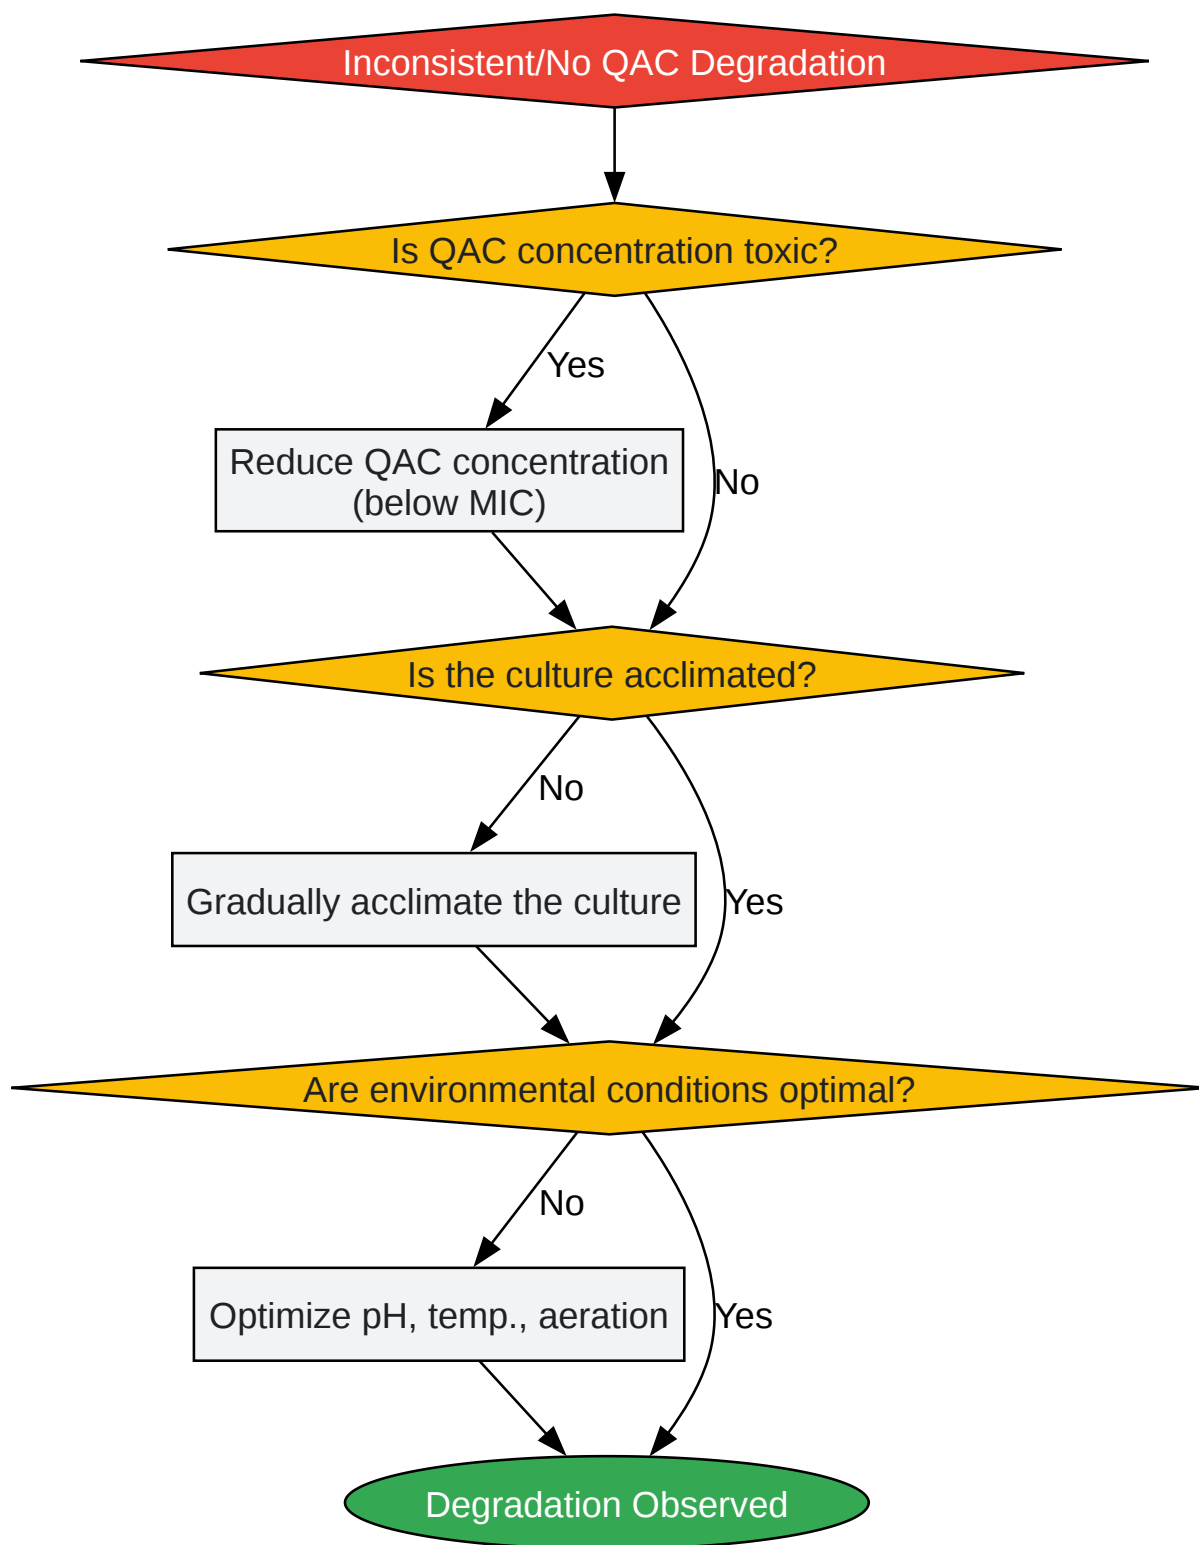 Inconsistent/No QAC Degradation
Is QAC concentration toxic?
Yes
Reduce QAC concentration
(below MIC)
No
Is the culture acclimated?
No
Gradually acclimate the culture
Yes
Are environmental conditions optimal?
No
Optimize pH, temp., aeration
Yes
Degradation Observed